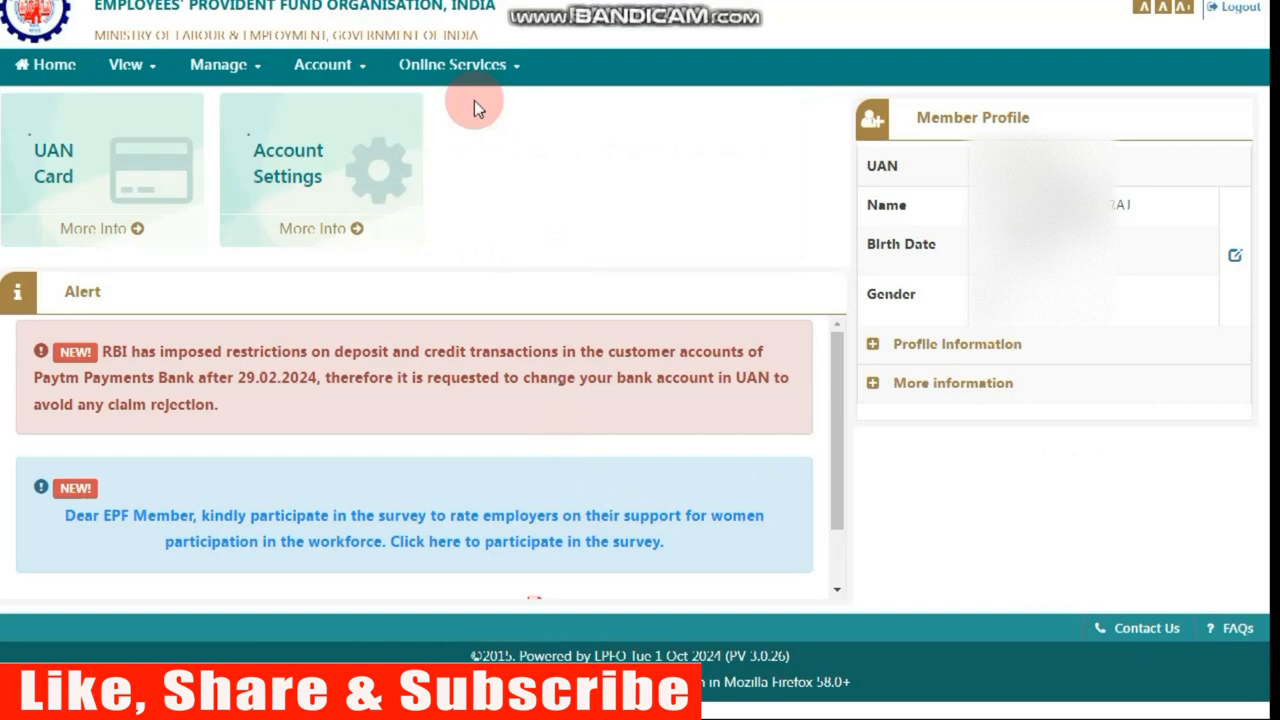 EMPLOYEES' PROVIDENT FUND ORGANISATION, INDIA
www.BANDICAM.com
A A A
Logout
MINISTRY OF LABOUR & EMPLOYMENT, GOVERNMENT OF INDIA
Home View Manage Account Online Services
UAN
Card
More Info
Account
Settings
More Info
Member Profile
UAN
Name
RAJ
Birth Date
Gender
Profile Information
More information
Alert
NEW! RBI has imposed restrictions on deposit and credit transactions in the customer accounts of
Paytm Payments Bank after 29.02.2024, therefore it is requested to change your bank account in UAN to
avoid any claim rejection.
NEW!
Dear EPF Member, kindly participate in the survey to rate employers on their support for women
participation in the workforce. Click here to participate in the survey.
Contact Us ? FAQs
©2015. Powered by EPFO Tue 1 Oct 2024 (PV 3.0.26)
in Mozilla Firefox 58.0+
Like, Share & Subscribe